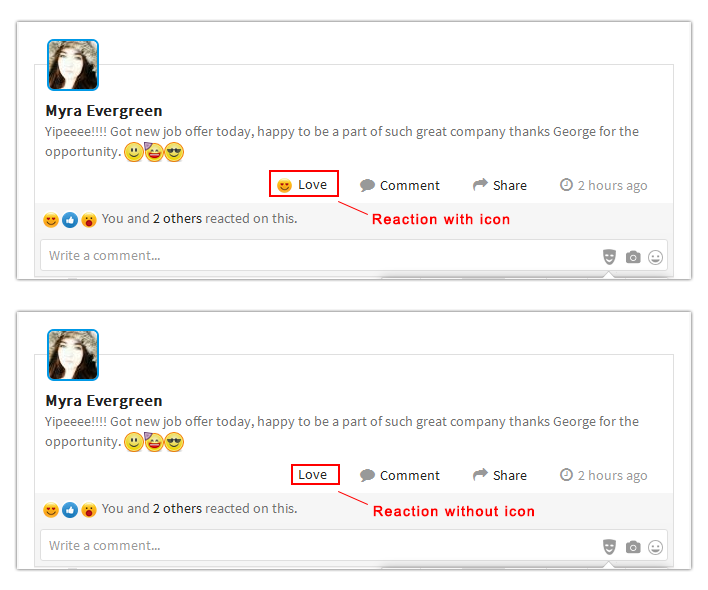 Myra Evergreen
Yipeeee!!!! Got new job offer today, happy to be a part of such great company thanks George for the
opportunity.
Love Comment Share 2 hours ago
You and 2 others reacted on this.
Reaction with icon
Write a comment...
Myra Evergreen
Yipeeee!!!! Got new job offer today, happy to be a part of such great company thanks George for the
opportunity.
Love Comment Share 2 hours ago
You and 2 others reacted on this.
Reaction without icon
Write a comment...